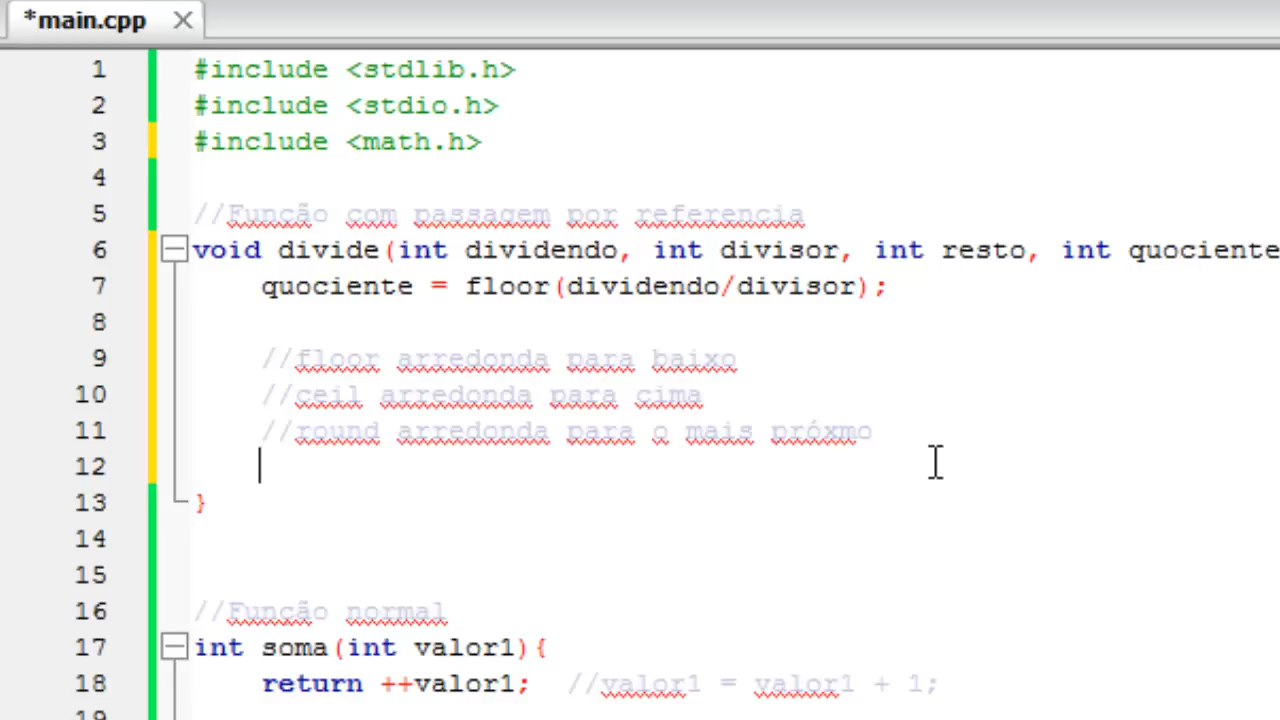 *main.cpp
1 #include <stdlib.h>
2 #include <stdio.h>
3 #include <math.h>
4
5 //Função com passagem por referencia
6 void divide(int dividendo, int divisor, int resto, int quociente
7 quociente = floor(dividendo/divisor);
8
9 //floor arredonda para baixo
10 //ceil arredonda para cima
11 //round arredonda para o mais próxmo
12
13 }
14
15
16 //Função normal
17 int soma(int valor1){
18 return ++valor1; //valor1 = valor1 + 1;
19